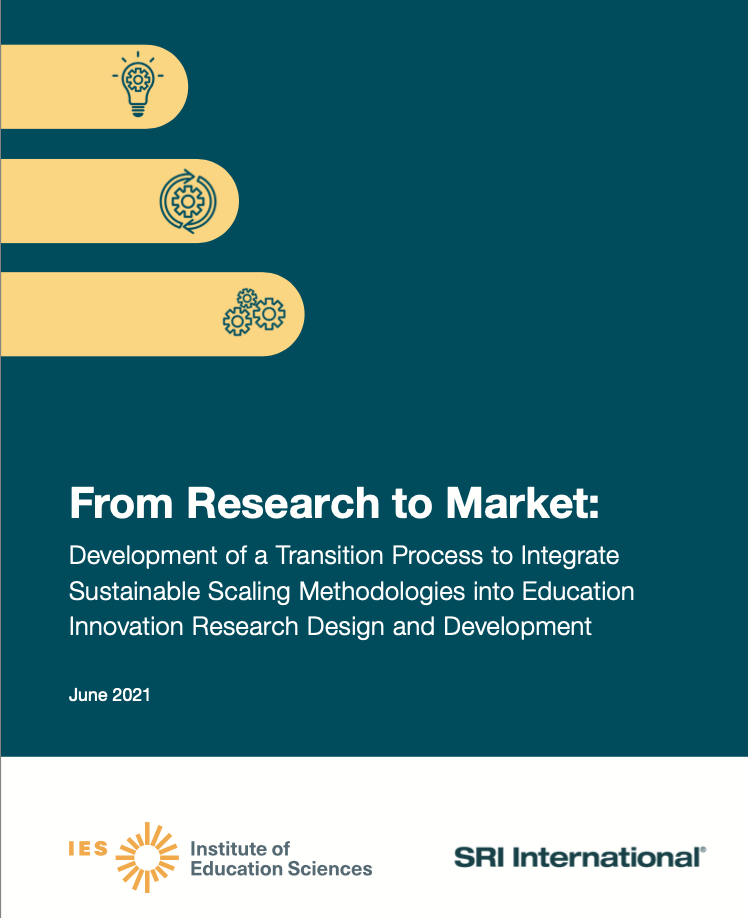 From Research to Market:
Development of a Transition Process to Integrate
Sustainable Scaling Methodologies into Education
Innovation Research Design and Development
June 2021
IES Institute of
Education Sciences
SRI International®